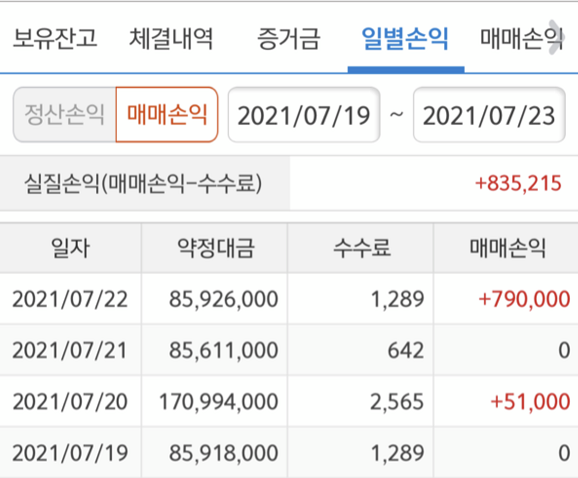 보유잔고 체결내역 증거금 일별손익 매매손익
정산손익 매매손익 2021/07/19 ~ 2021/07/23
실질손익(매매손익-수수료) +835,215
일자 약정대금 수수료 매매손익
2021/07/22 85,926,000 1,289 +790,000
2021/07/21 85,611,000 642 0
2021/07/20 170,994,000 2,565 +51,000
2021/07/19 85,918,000 1,289 0